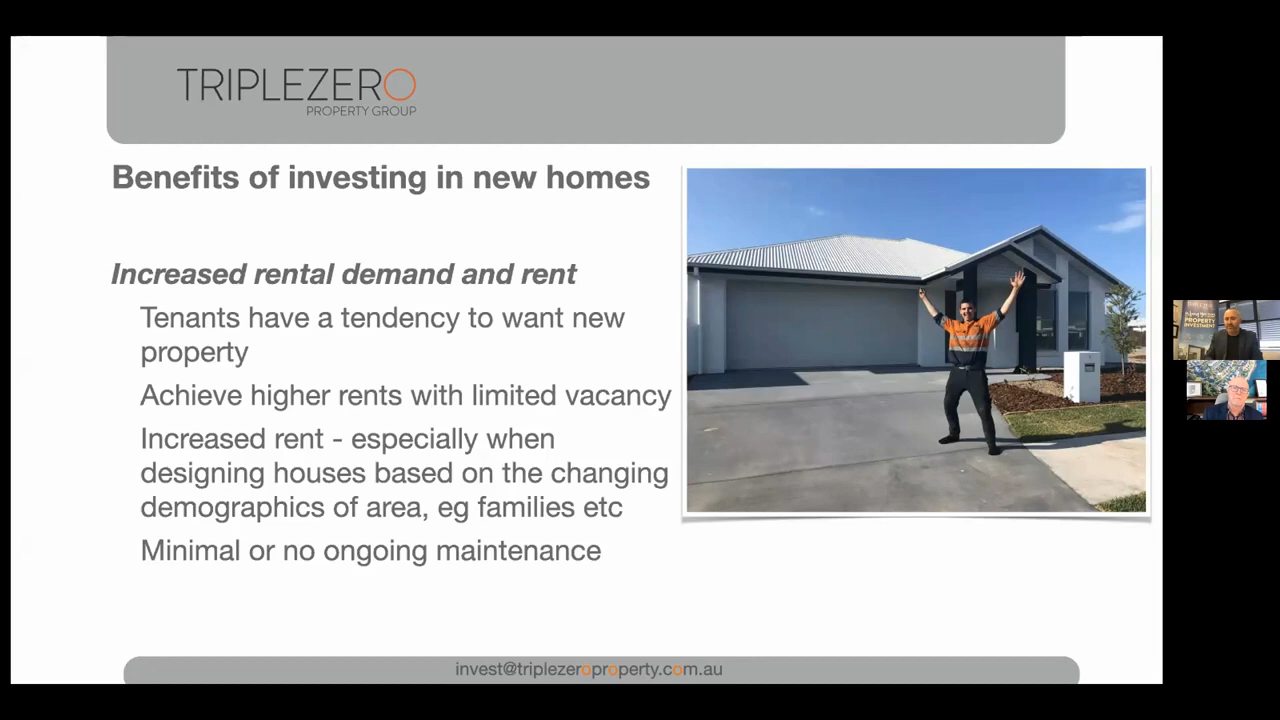 TRIPLEZERO
PROPERTY GROUP
Benefits of investing in new homes
Increased rental demand and rent
Tenants have a tendency to want new
property
Achieve higher rents with limited vacancy
Increased rent - especially when
designing houses based on the changing
demographics of area, eg families etc
Minimal or no ongoing maintenance
invest@triplezeroproperty.com.au
PROPERTY
INVESTMENT